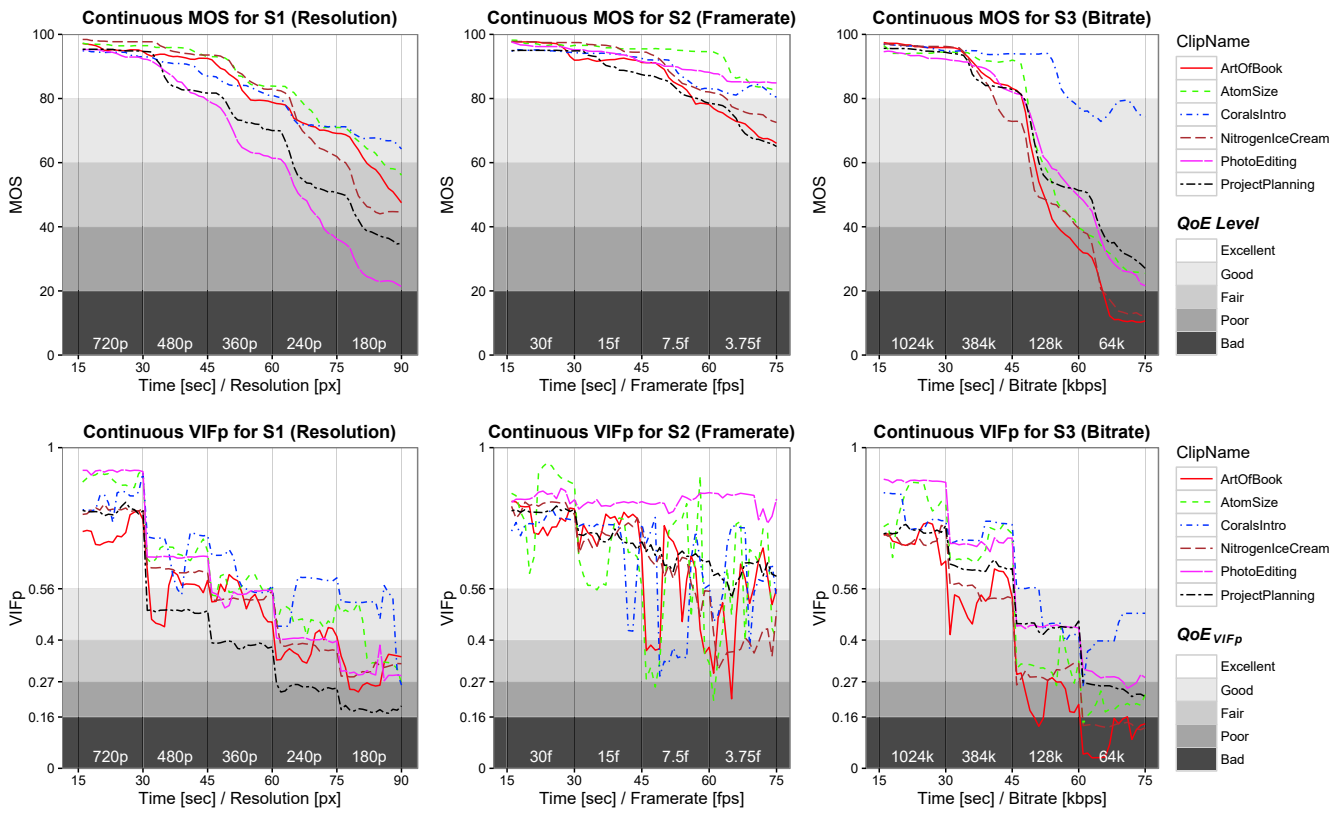 Continuous MOS for S1 (Resolution)
Continuous MOS for S2 (Framerate)
Continuous MOS for S3 (Bitrate)
MOS
100
80
60
40
20
0
720p 480p 360p 240p 180p
15 30 45 60 75 90
Time [sec] / Resolution [px]
MOS
100
80
60
40
20
0
30f 15f 7.5f 3.75f
15 30 45 60 75
Time [sec] / Framerate [fps]
MOS
100
80
60
40
20
0
1024k 384k 128k 64k
15 30 45 60 75
Time [sec] / Bitrate [kbps]
ClipName
ArtOfBook
AtomSize
CoralsIntro
NitrogenIceCream
PhotoEditing
ProjectPlanning
QoE Level
Excellent
Good
Fair
Poor
Bad
Continuous VIFp for S1 (Resolution)
Continuous VIFp for S2 (Framerate)
Continuous VIFp for S3 (Bitrate)
VIFp
1
0.56
0.4
0.27
0.16
0
720p 480p 360p 240p 180p
15 30 45 60 75 90
Time [sec] / Resolution [px]
VIFp
1
0.56
0.4
0.27
0.16
0
30f 15f 7.5f 3.75f
15 30 45 60 75
Time [sec] / Framerate [fps]
VIFp
1
0.56
0.4
0.27
0.16
0
1024k 384k 128k 64k
15 30 45 60 75
Time [sec] / Bitrate [kbps]
ClipName
ArtOfBook
AtomSize
CoralsIntro
NitrogenIceCream
PhotoEditing
ProjectPlanning
QoE VIFp
Excellent
Good
Fair
Poor
Bad